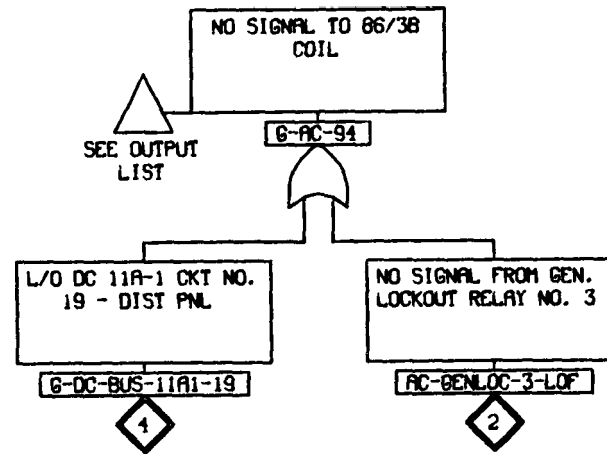 NO SIGNAL TO 86/3B
COIL
G-AC-94
SEE OUTPUT
LIST
L/O DC 11A-1 CKT NO.
19 - DIST PNL
NO SIGNAL FROM GEN.
LOCKOUT RELAY NO. 3
G-DC-BUS-11A1-19
AC-GENLOC-3-LOF
4
2